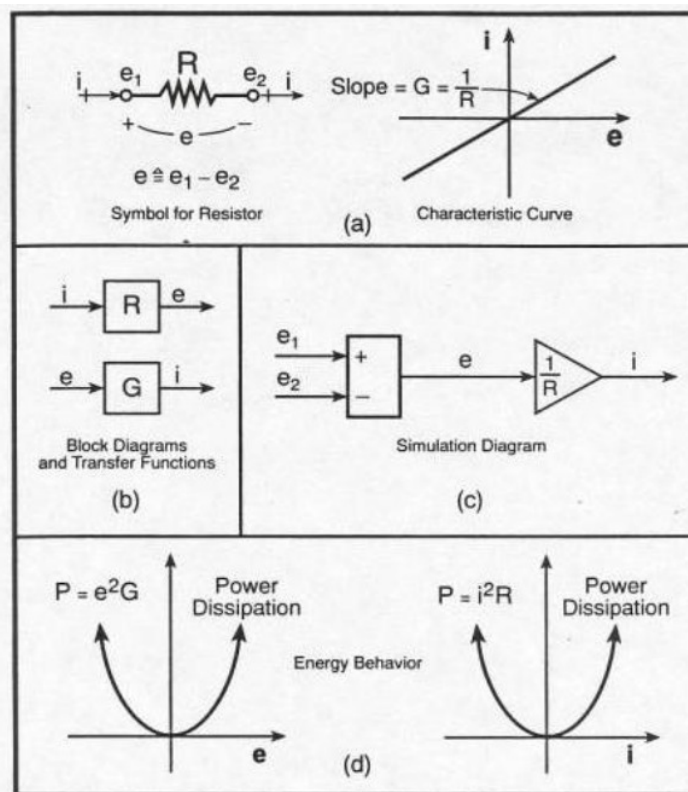 R
i e₁ e₂ i
+ e −
e ≙ e₁ – e₂
Symbol for Resistor
i
Slope = G = 1/R
e
Characteristic Curve
(a)
i R e
e G i
Block Diagrams
and Transfer Functions
(b)
e₁ +
e₂ −
e 1/R i
Simulation Diagram
(c)
P = e²G Power
Dissipation
e
Energy Behavior
P = i²R Power
Dissipation
i
(d)